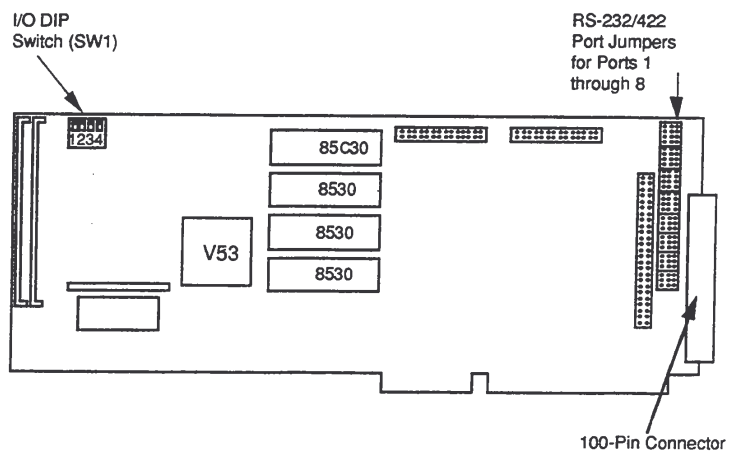 I/O DIP
Switch (SW1)
RS-232/422
Port Jumpers
for Ports 1
through 8
1234
85C30
8530
8530
8530
V53
100-Pin Connector